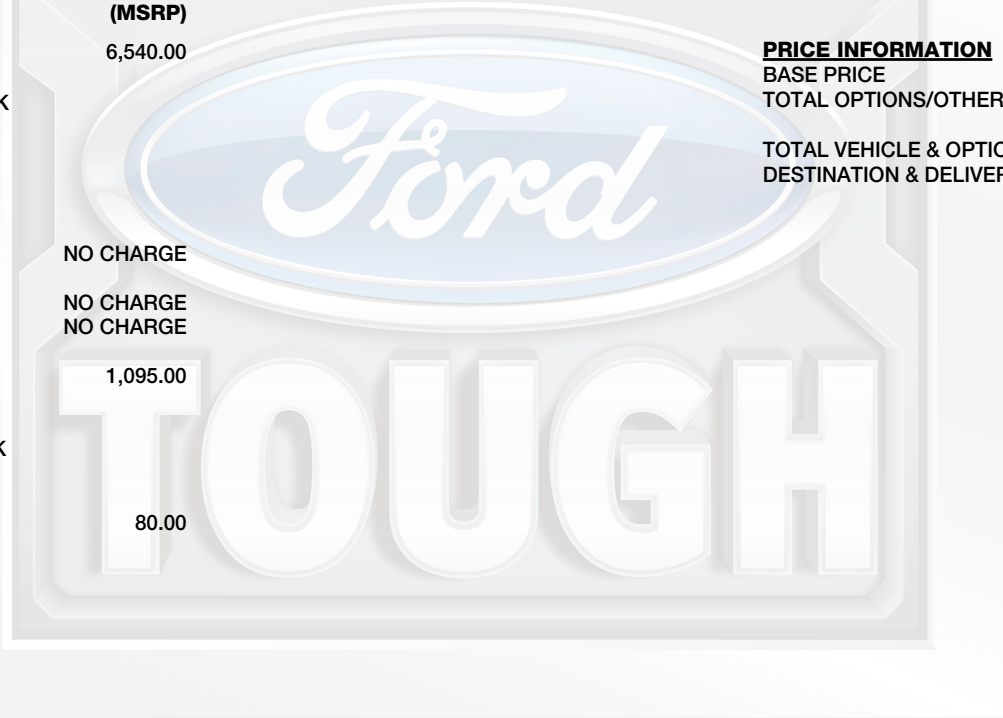 (MSRP)
6,540.00
K
NO CHARGE
NO CHARGE
NO CHARGE
1,095.00
K
80.00
PRICE INFORMATION
BASE PRICE
TOTAL OPTIONS/OTHER
TOTAL VEHICLE & OPTIO
DESTINATION & DELIVER
Ford
TOUGH